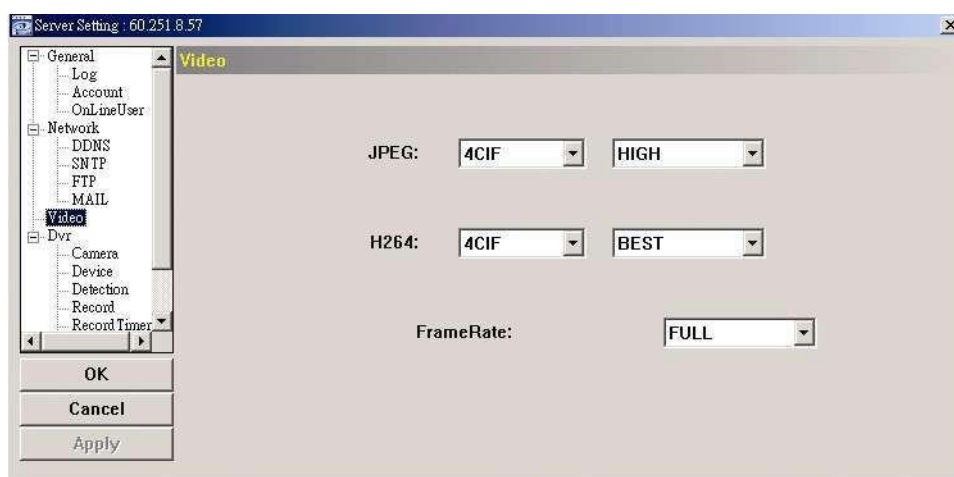 Server Setting : 60.251.8.57
General
Log
Account
OnLineUser
Network
DDNS
SNTP
FTP
MAIL
Video
Dvr
Camera
Device
Detection
Record
Record Timer
OK
Cancel
Apply
Video
JPEG: 4CIF HIGH
H264: 4CIF BEST
FrameRate: FULL